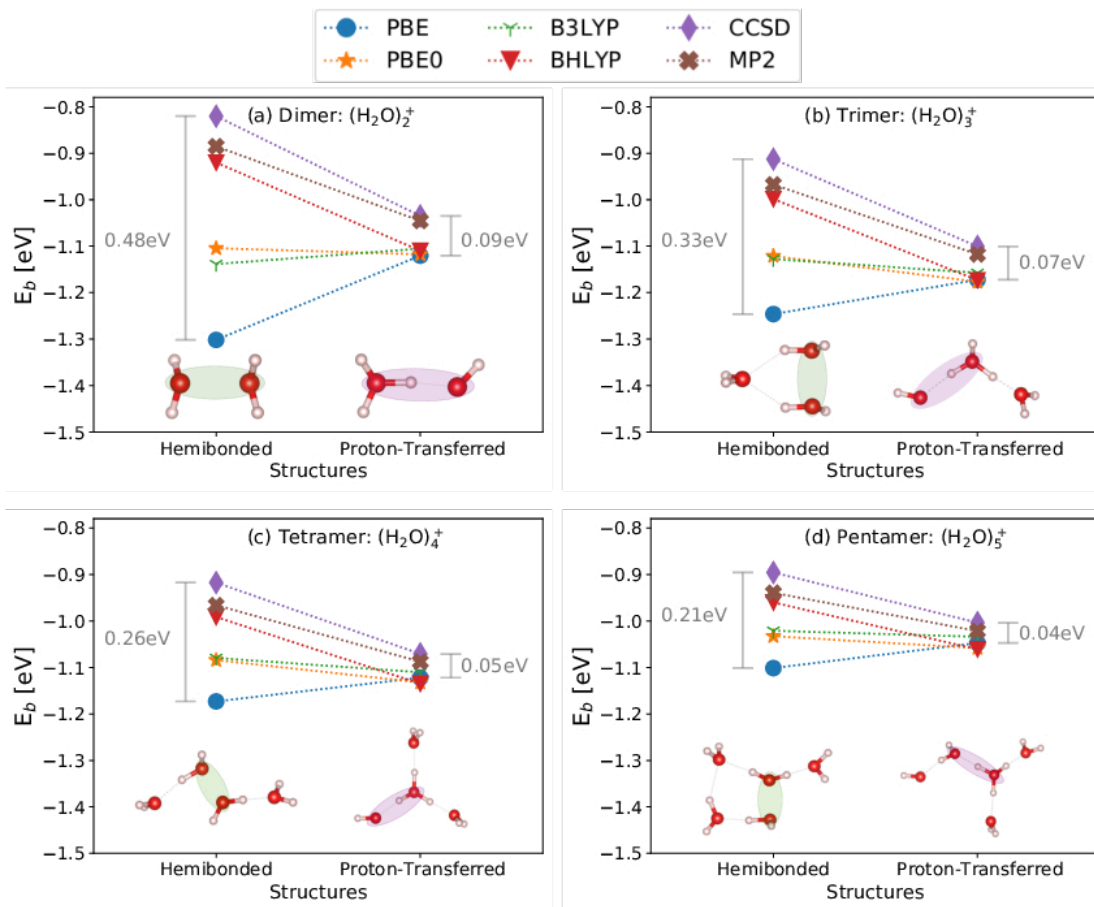 PBE B3LYP CCSD
PBE0 BHLYP MP2
(a) Dimer: (H₂O)₂⁺
E_b [eV]
−0.8
−0.9
−1.0
−1.1
−1.2
−1.3
−1.4
−1.5
0.48eV
0.09eV
Hemibonded Proton-Transferred
Structures
(b) Trimer: (H₂O)₃⁺
E_b [eV]
−0.8
−0.9
−1.0
−1.1
−1.2
−1.3
−1.4
−1.5
0.33eV
0.07eV
Hemibonded Proton-Transferred
Structures
(c) Tetramer: (H₂O)₄⁺
E_b [eV]
−0.8
−0.9
−1.0
−1.1
−1.2
−1.3
−1.4
−1.5
0.26eV
0.05eV
Hemibonded Proton-Transferred
Structures
(d) Pentamer: (H₂O)₅⁺
E_b [eV]
−0.8
−0.9
−1.0
−1.1
−1.2
−1.3
−1.4
−1.5
0.21eV
0.04eV
Hemibonded Proton-Transferred
Structures